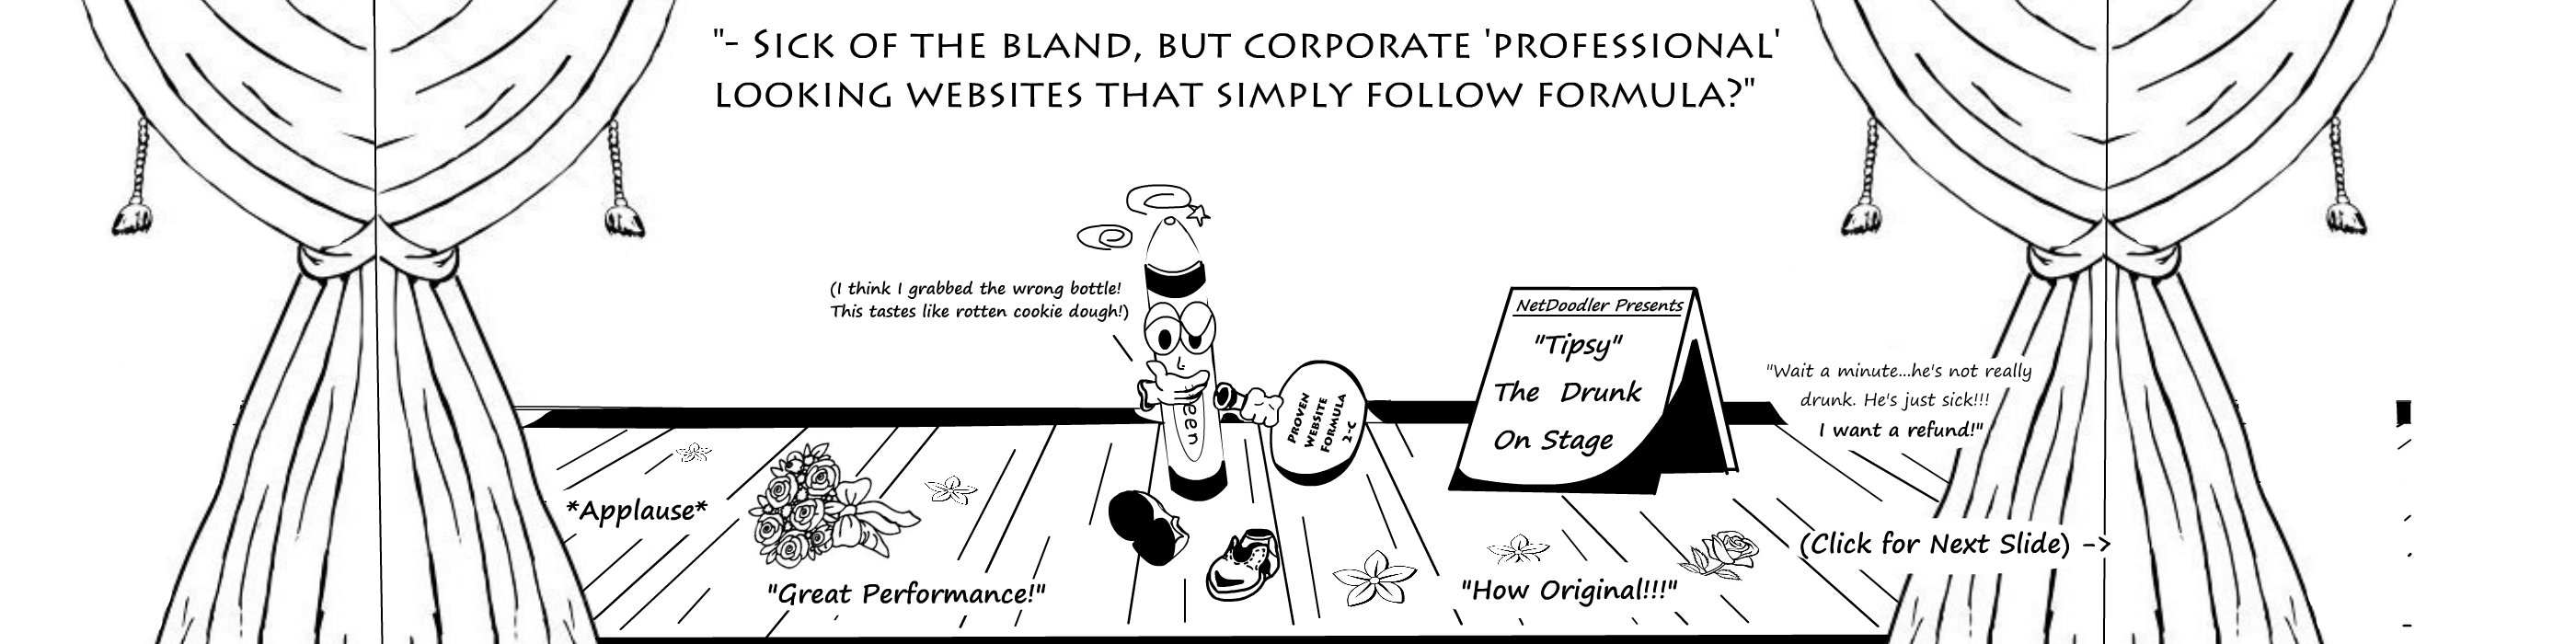 "- SICK OF THE BLAND, BUT CORPORATE 'PROFESSIONAL'
LOOKING WEBSITES THAT SIMPLY FOLLOW FORMULA?"
(I think I grabbed the wrong bottle!
This tastes like rotten cookie dough!)
een
PROVEN
WEBSITE
FORMULA
2-C
NetDoodler Presents
"Tipsy"
The Drunk
On Stage
"Wait a minute...he's not really
drunk. He's just sick!!!
I want a refund!"
*Applause*
(Click for Next Slide) ->
"Great Performance!"
"How Original!!!"